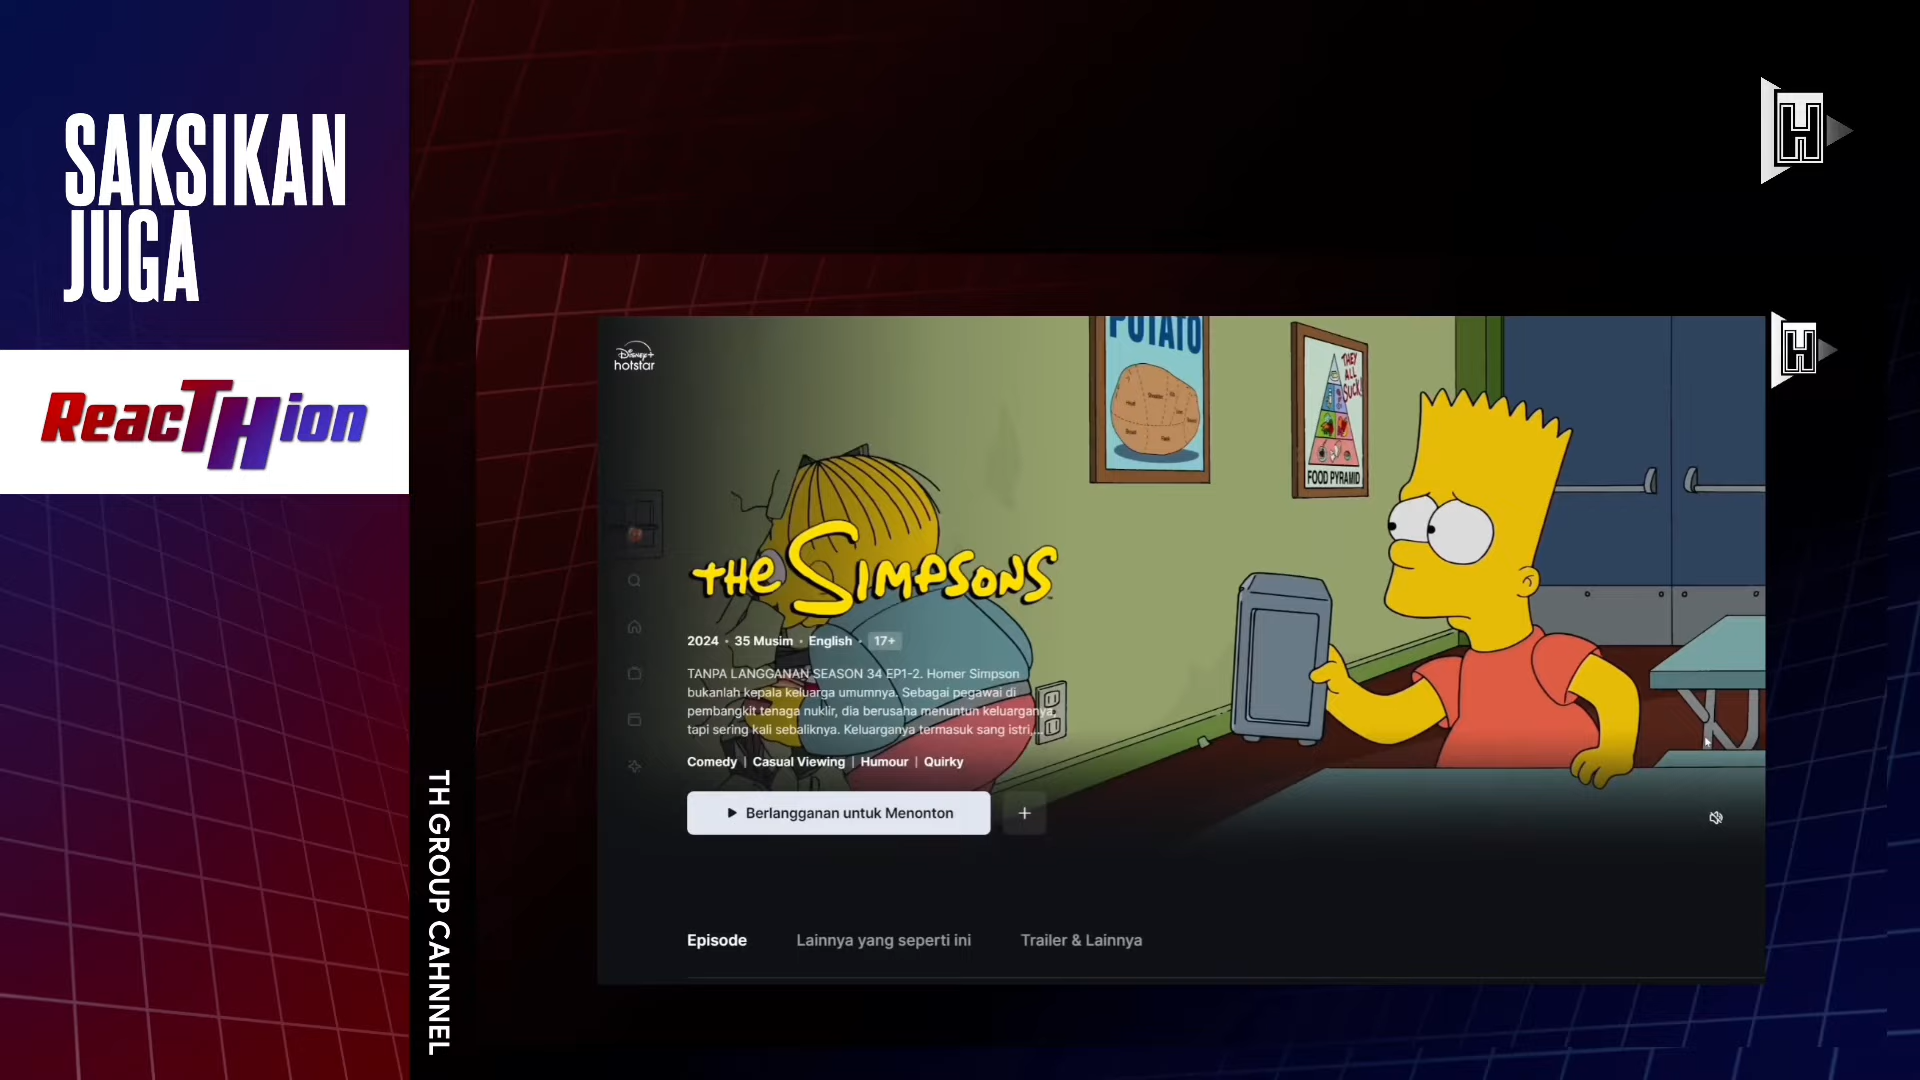 SAKSIKAN
JUGA
ReacTHion
TH GROUP CAHNNEL
H
H
Disney+
hotstar
POTATO
THEY
ALL
SUCK!
FOOD PYRAMID
THE SIMPSONS
2024 • 35 Musim • English • 17+
TANPA LANGGANAN SEASON 34 EP1-2. Homer Simpson
bukanlah kepala keluarga umumnya. Sebagai pegawai di
pembangkit tenaga nuklir, dia berusaha menuntun keluarganya,
tapi sering kali sebaliknya. Keluarganya termasuk sang istri,...
Comedy | Casual Viewing | Humour | Quirky
Berlangganan untuk Menonton
+
Episode
Lainnya yang seperti ini
Trailer & Lainnya